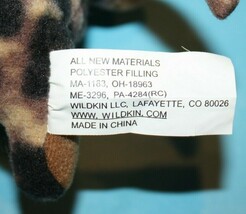 ALL NEW MATERIALS
POLYESTER FILLING
MA-1163, OH-18963
ME-3296, PA-4284(RC)
WILDKIN LLC, LAFAYETTE, CO 80026
WWW. WILDKIN. COM
MADE IN CHINA